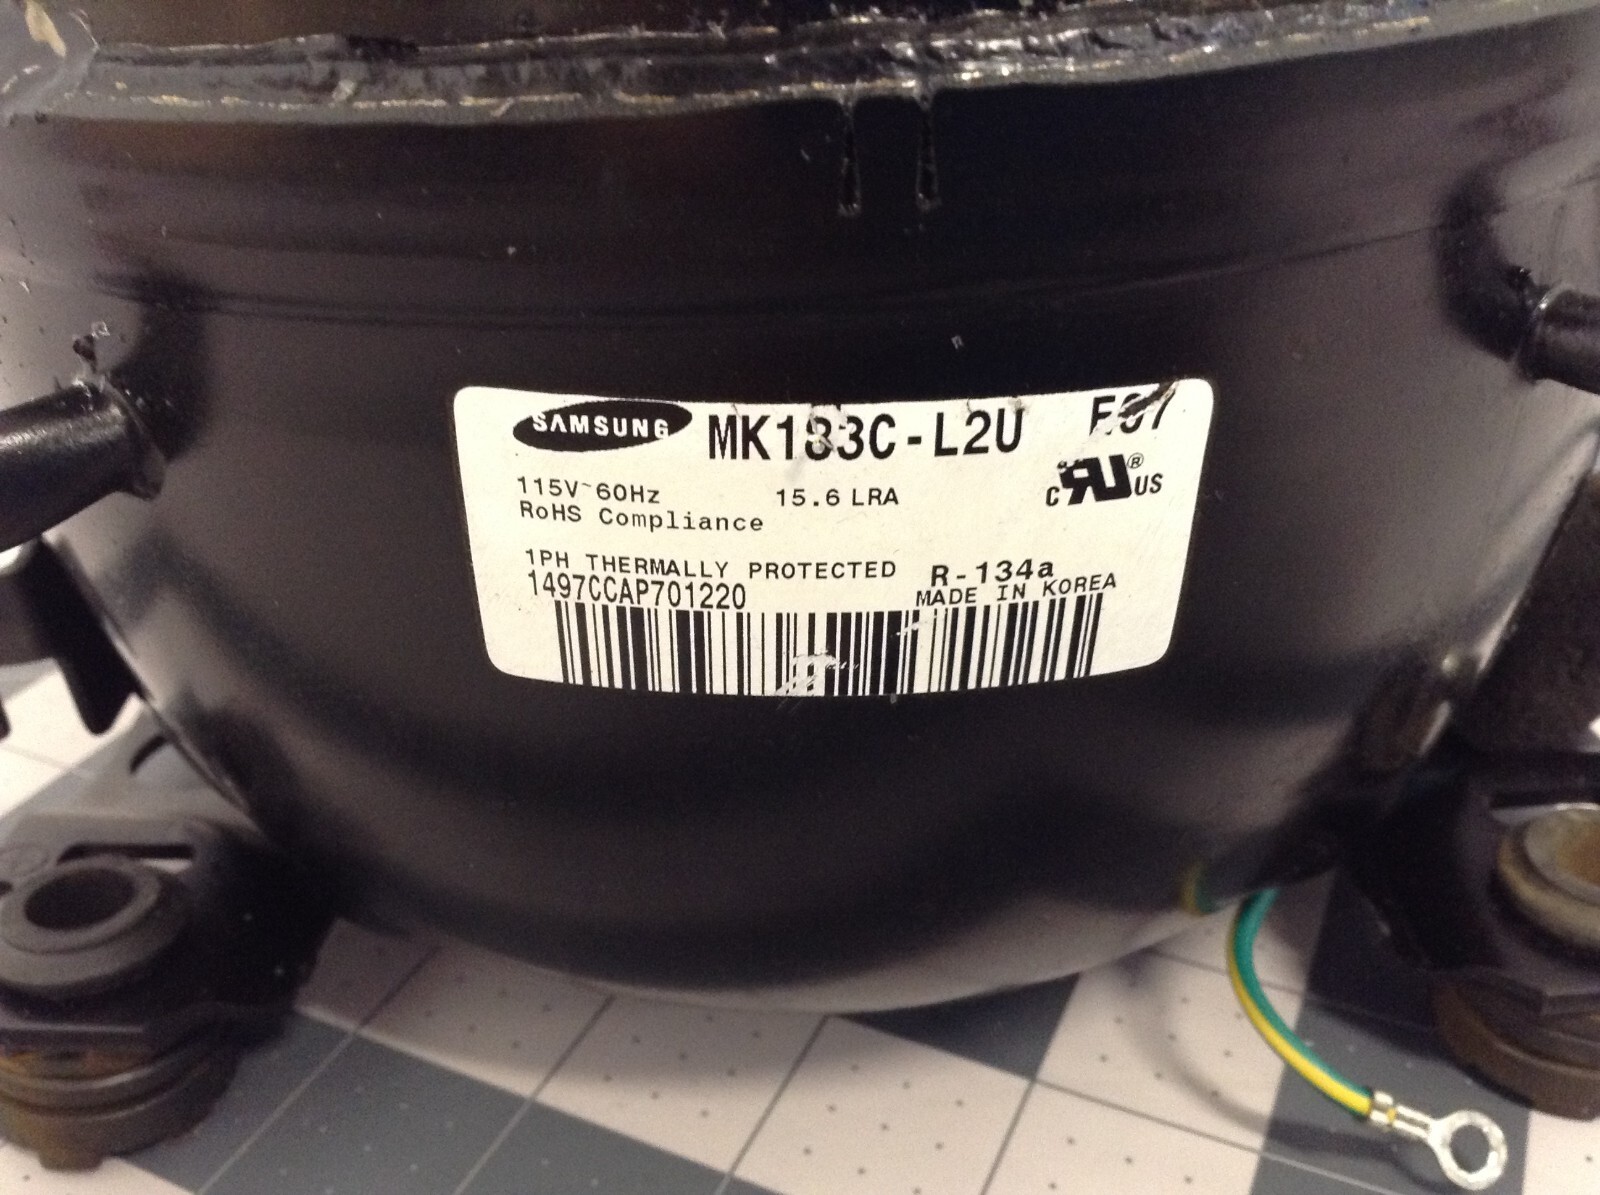 SAMSUNG MK183C-L2U
115V~60Hz 15.6 LRA
c RU ® US
RoHS Compliance
1PH THERMALLY PROTECTED R-134a
1497CCAP701220 MADE IN KOREA